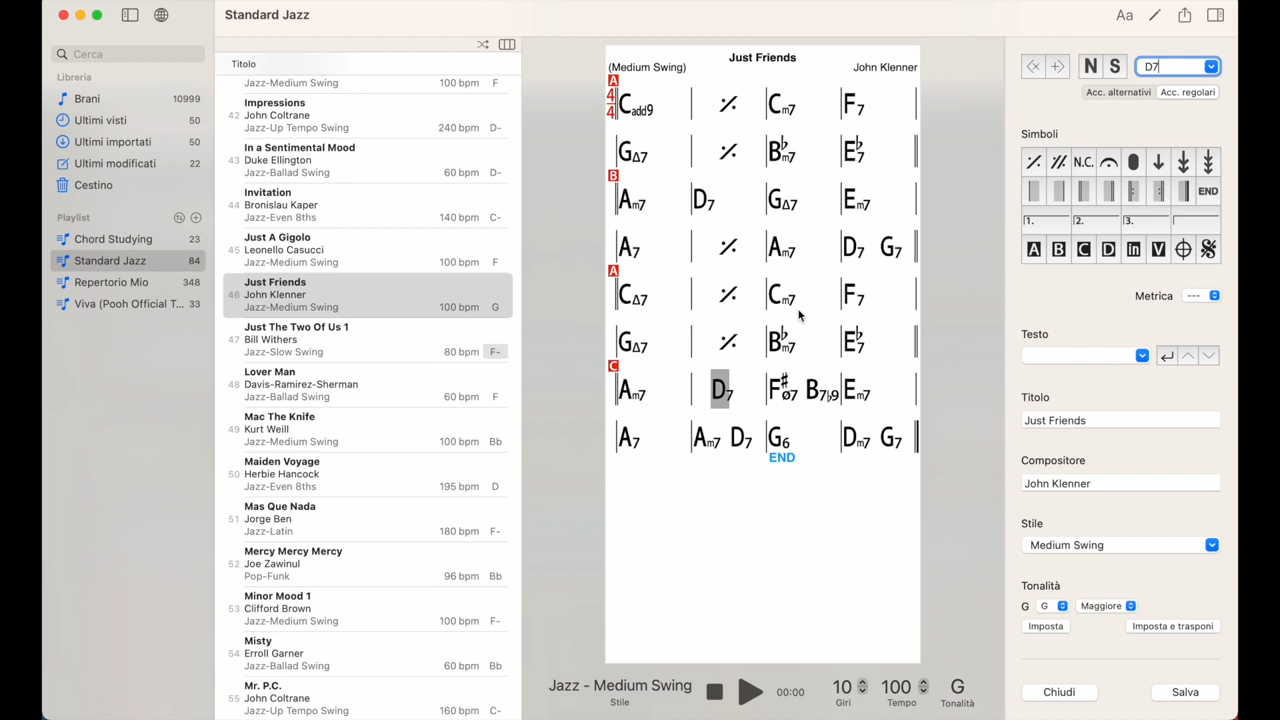 Standard Jazz
Aa
Cerca
Libreria
Brani 10999
Ultimi visti 50
Ultimi importati 50
Ultimi modificati 22
Cestino
Playlist
Chord Studying 23
Standard Jazz 84
Repertorio Mio 348
Viva (Pooh Official T... 33
Titolo
Jazz-Medium Swing 100 bpm F
Impressions
42 John Coltrane
Jazz-Up Tempo Swing 240 bpm D-
In a Sentimental Mood
43 Duke Ellington
Jazz-Ballad Swing 60 bpm D-
Invitation
44 Bronislau Kaper
Jazz-Even 8ths 140 bpm C-
Just A Gigolo
45 Leonello Casucci
Jazz-Medium Swing 100 bpm F
Just Friends
46 John Klenner
Jazz-Medium Swing 100 bpm G
Just The Two Of Us 1
47 Bill Withers
Jazz-Slow Swing 80 bpm F-
Lover Man
48 Davis-Ramirez-Sherman
Jazz-Ballad Swing 60 bpm F
Mac The Knife
49 Kurt Weill
Jazz-Medium Swing 100 bpm Bb
Maiden Voyage
50 Herbie Hancock
Jazz-Even 8ths 195 bpm D
Mas Que Nada
51 Jorge Ben
Jazz-Latin 180 bpm F-
Mercy Mercy Mercy
52 Joe Zawinul
Pop-Funk 96 bpm Bb
Minor Mood 1
53 Clifford Brown
Jazz-Medium Swing 100 bpm F-
Misty
54 Erroll Garner
Jazz-Ballad Swing 60 bpm Bb
Mr. P.C.
55 John Coltrane
Jazz-Up Tempo Swing 160 bpm C-
Just Friends
(Medium Swing) John Klenner
A
4/4 Cadd9 | 𝄎 | Cm7 | F7 |
GΔ7 | 𝄎 | B♭m7 | E♭7 ||
B
Am7 | D7 | GΔ7 | Em7 |
A7 | 𝄎 | Am7 | D7 G7 ||
A
CΔ7 | 𝄎 | Cm7 | F7 |
GΔ7 | 𝄎 | B♭m7 | E♭7 ||
C
Am7 | D7 | F♯ø7 B7♭9 | Em7 |
A7 | Am7 D7 | G6 | Dm7 G7 ||
END
Jazz - Medium Swing 00:00 10 100 G
Stile Giri Tempo Tonalità
N S D7
Acc. alternativi Acc. regolari
Simboli
N.C.
END
1. 2. 3.
A B C D in V
Metrica ---
Testo
Titolo
Just Friends
Compositore
John Klenner
Stile
Medium Swing
Tonalità
G G Maggiore
Imposta Imposta e trasponi
Chiudi Salva